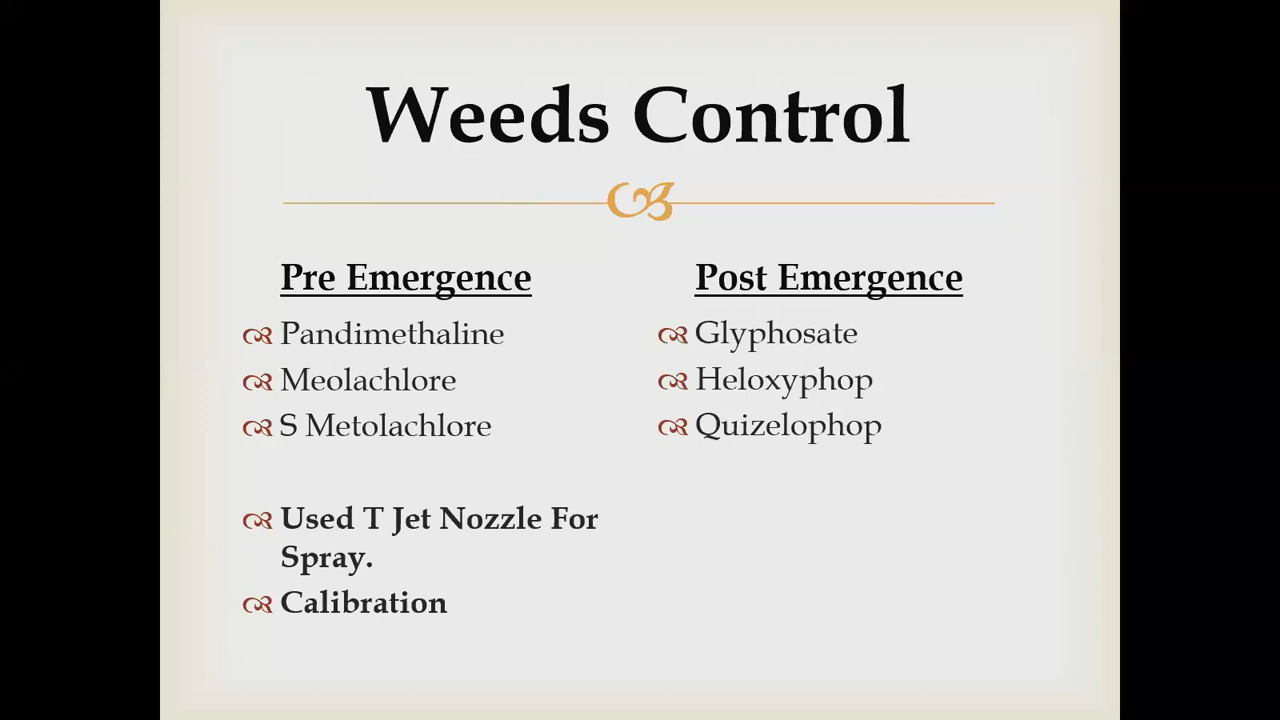 Weeds Control
Pre Emergence
Pandimethaline
Meolachlore
S Metolachlore
Used T Jet Nozzle For
Spray.
Calibration
Post Emergence
Glyphosate
Heloxyphop
Quizelophop